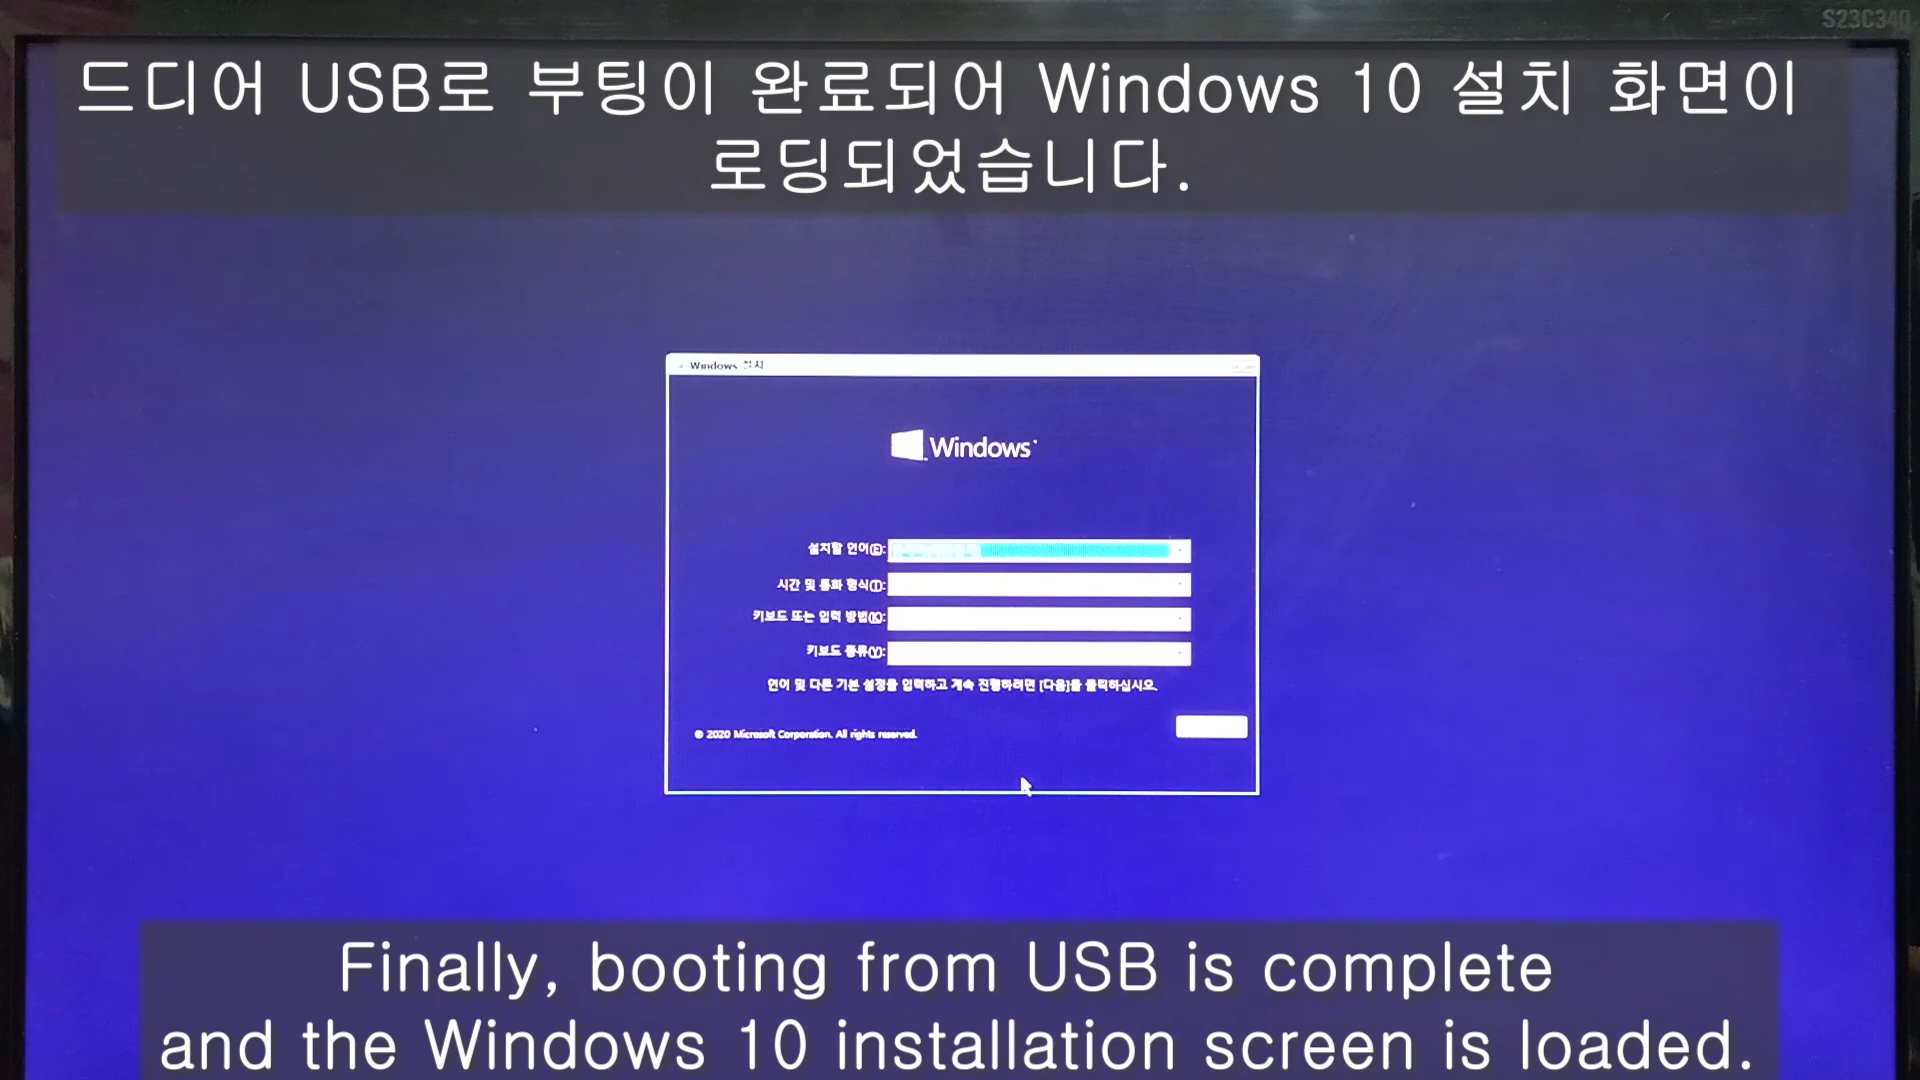 S23C340
드디어 USB로 부팅이 완료되어 Windows 10 설치 화면이
로딩되었습니다.
Windows 설치
Windows
설치할 언어(E):
시간 및 통화 형식(T):
키보드 또는 입력 방법(K):
키보드 종류(Y):
언어 및 다른 기본 설정을 입력하고 계속 진행하려면 [다음]을 클릭하십시오.
© 2020 Microsoft Corporation. All rights reserved.
Finally, booting from USB is complete
and the Windows 10 installation screen is loaded.